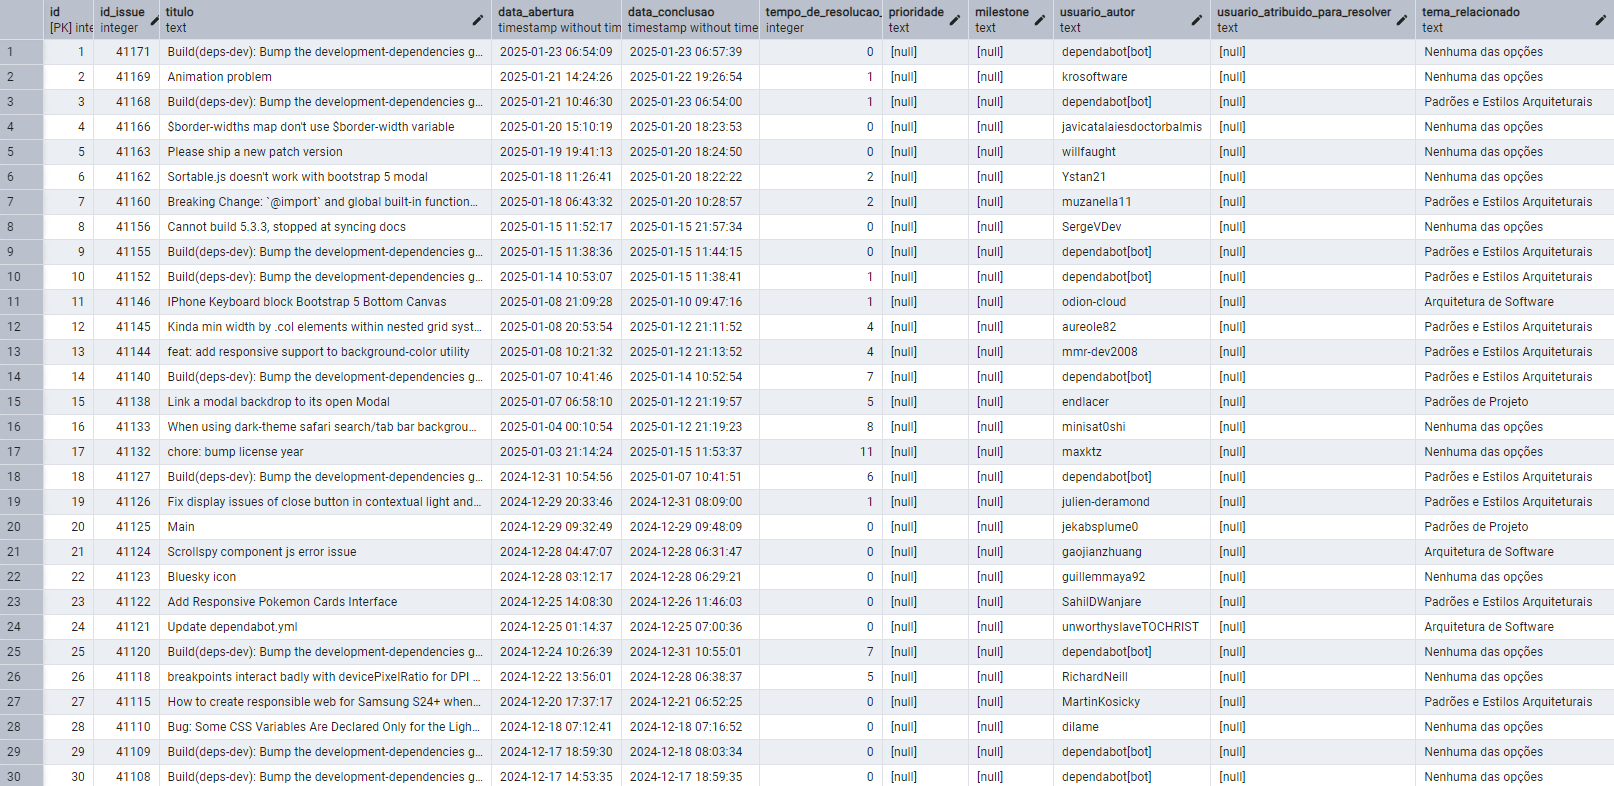 id id_issue titulo data_abertura data_conclusao tempo_de_resolucao_ prioridade milestone usuario_autor usuario_atribuido_para_resolver tema_relacionado
[PK] inte integer text timestamp without tim timestamp without time integer text text text text text
1 1 41171 Build(deps-dev): Bump the development-dependencies g... 2025-01-23 06:54:09 2025-01-23 06:57:39 0 [null] [null] dependabot[bot] [null] Nenhuma das opções
2 2 41169 Animation problem 2025-01-21 14:24:26 2025-01-22 19:26:54 1 [null] [null] krosoftware [null] Nenhuma das opções
3 3 41168 Build(deps-dev): Bump the development-dependencies g... 2025-01-21 10:46:30 2025-01-23 06:54:00 1 [null] [null] dependabot[bot] [null] Padrões e Estilos Arquiteturais
4 4 41166 $border-widths map don't use $border-width variable 2025-01-20 15:10:19 2025-01-20 18:23:53 0 [null] [null] javicatalaiesdoctorbalmis [null] Nenhuma das opções
5 5 41163 Please ship a new patch version 2025-01-19 19:41:13 2025-01-20 18:24:50 0 [null] [null] willfaught [null] Nenhuma das opções
6 6 41162 Sortable.js doesn't work with bootstrap 5 modal 2025-01-18 11:26:41 2025-01-20 18:22:22 2 [null] [null] Ystan21 [null] Nenhuma das opções
7 7 41160 Breaking Change: `@import` and global built-in function... 2025-01-18 06:43:32 2025-01-20 10:28:57 2 [null] [null] muzanella11 [null] Padrões e Estilos Arquiteturais
8 8 41156 Cannot build 5.3.3, stopped at syncing docs 2025-01-15 11:52:17 2025-01-15 21:57:34 0 [null] [null] SergeVDev [null] Nenhuma das opções
9 9 41155 Build(deps-dev): Bump the development-dependencies g... 2025-01-15 11:38:36 2025-01-15 11:44:15 0 [null] [null] dependabot[bot] [null] Padrões e Estilos Arquiteturais
10 10 41152 Build(deps-dev): Bump the development-dependencies g... 2025-01-14 10:53:07 2025-01-15 11:38:41 1 [null] [null] dependabot[bot] [null] Padrões e Estilos Arquiteturais
11 11 41146 IPhone Keyboard block Bootstrap 5 Bottom Canvas 2025-01-08 21:09:28 2025-01-10 09:47:16 1 [null] [null] odion-cloud [null] Arquitetura de Software
12 12 41145 Kinda min width by .col elements within nested grid syst... 2025-01-08 20:53:54 2025-01-12 21:11:52 4 [null] [null] aureole82 [null] Padrões e Estilos Arquiteturais
13 13 41144 feat: add responsive support to background-color utility 2025-01-08 10:21:32 2025-01-12 21:13:52 4 [null] [null] mmr-dev2008 [null] Padrões e Estilos Arquiteturais
14 14 41140 Build(deps-dev): Bump the development-dependencies g... 2025-01-07 10:41:46 2025-01-14 10:52:54 7 [null] [null] dependabot[bot] [null] Padrões e Estilos Arquiteturais
15 15 41138 Link a modal backdrop to its open Modal 2025-01-07 06:58:10 2025-01-12 21:19:57 5 [null] [null] endlacer [null] Padrões de Projeto
16 16 41133 When using dark-theme safari search/tab bar backgrou... 2025-01-04 00:10:54 2025-01-12 21:19:23 8 [null] [null] minisat0shi [null] Nenhuma das opções
17 17 41132 chore: bump license year 2025-01-03 21:14:24 2025-01-15 11:53:37 11 [null] [null] maxktz [null] Nenhuma das opções
18 18 41127 Build(deps-dev): Bump the development-dependencies g... 2024-12-31 10:54:56 2025-01-07 10:41:51 6 [null] [null] dependabot[bot] [null] Padrões e Estilos Arquiteturais
19 19 41126 Fix display issues of close button in contextual light and... 2024-12-29 20:33:46 2024-12-31 08:09:00 1 [null] [null] julien-deramond [null] Padrões e Estilos Arquiteturais
20 20 41125 Main 2024-12-29 09:32:49 2024-12-29 09:48:09 0 [null] [null] jekabsplume0 [null] Padrões de Projeto
21 21 41124 Scrollspy component js error issue 2024-12-28 04:47:07 2024-12-28 06:31:47 0 [null] [null] gaojianzhuang [null] Arquitetura de Software
22 22 41123 Bluesky icon 2024-12-28 03:12:17 2024-12-28 06:29:21 0 [null] [null] guillemmaya92 [null] Nenhuma das opções
23 23 41122 Add Responsive Pokemon Cards Interface 2024-12-25 14:08:30 2024-12-26 11:46:03 0 [null] [null] SahilDWanjare [null] Padrões e Estilos Arquiteturais
24 24 41121 Update dependabot.yml 2024-12-25 01:14:37 2024-12-25 07:00:36 0 [null] [null] unworthyslaveTOCHRIST [null] Arquitetura de Software
25 25 41120 Build(deps-dev): Bump the development-dependencies g... 2024-12-24 10:26:39 2024-12-31 10:55:01 7 [null] [null] dependabot[bot] [null] Nenhuma das opções
26 26 41118 breakpoints interact badly with devicePixelRatio for DPI ... 2024-12-22 13:56:01 2024-12-28 06:38:37 5 [null] [null] RichardNeill [null] Nenhuma das opções
27 27 41115 How to create responsible web for Samsung S24+ when... 2024-12-20 17:37:17 2024-12-21 06:52:25 0 [null] [null] MartinKosicky [null] Padrões e Estilos Arquiteturais
28 28 41110 Bug: Some CSS Variables Are Declared Only for the Ligh... 2024-12-18 07:12:41 2024-12-18 07:16:52 0 [null] [null] dilame [null] Nenhuma das opções
29 29 41109 Build(deps-dev): Bump the development-dependencies g... 2024-12-17 18:59:30 2024-12-18 08:03:34 0 [null] [null] dependabot[bot] [null] Nenhuma das opções
30 30 41108 Build(deps-dev): Bump the development-dependencies g... 2024-12-17 14:53:35 2024-12-17 18:59:35 0 [null] [null] dependabot[bot] [null] Nenhuma das opções